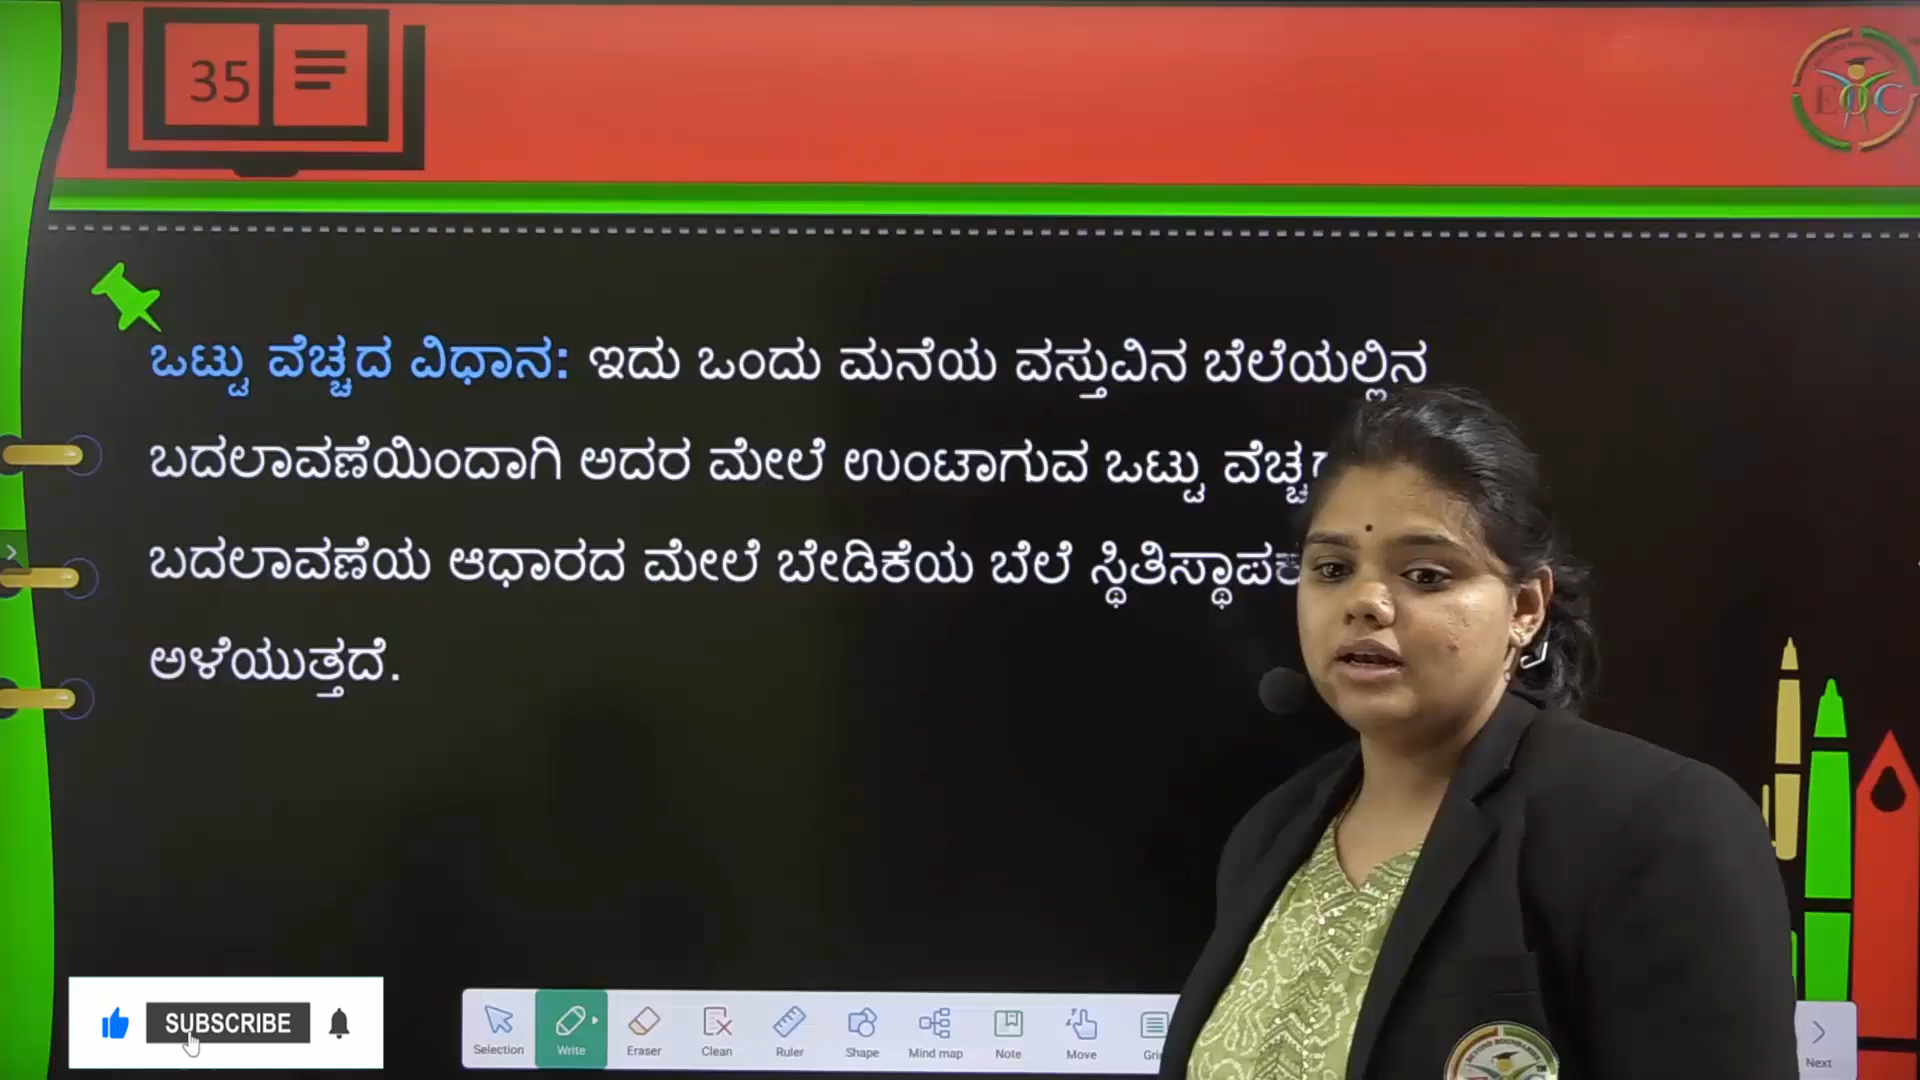 35
EOC
ಒಟ್ಟು ವೆಚ್ಚದ ವಿಧಾನ: ಇದು ಒಂದು ಮನೆಯ ವಸ್ತುವಿನ ಬೆಲೆಯಲ್ಲಿನ
ಬದಲಾವಣೆಯಿಂದಾಗಿ ಅದರ ಮೇಲೆ ಉಂಟಾಗುವ ಒಟ್ಟು
ಬದಲಾವಣೆಯ ಆಧಾರದ ಮೇಲೆ ಬೇಡಿಕೆಯ ಬೆಲೆ
ಅಳೆಯುತ್ತದೆ.
SUBSCRIBE
Selection Write Eraser Clean Ruler Shape Mind map Note Move Next